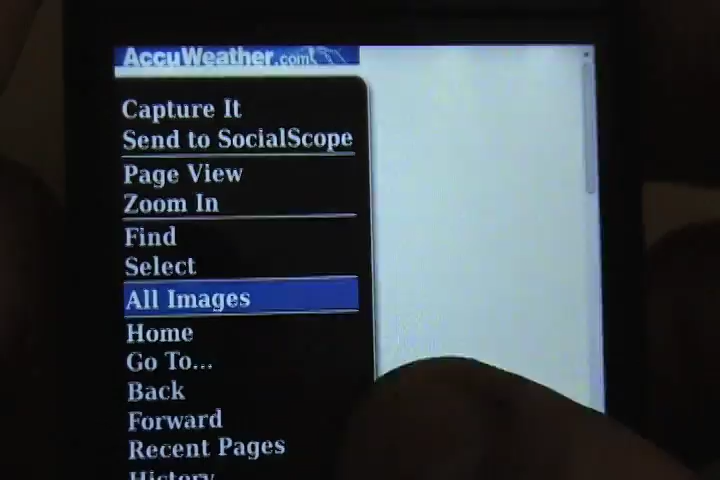 AccuWeather.com
Capture It
Send to SocialScope
Page View
Zoom In
Find
Select
All Images
Home
Go To...
Back
Forward
Recent Pages
History